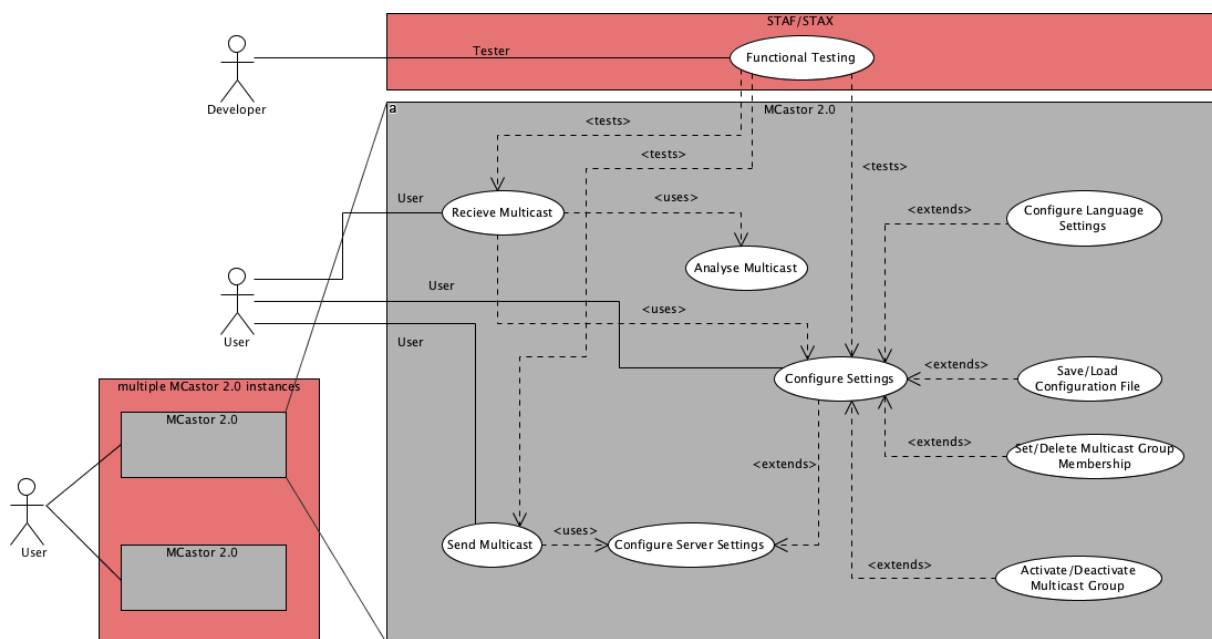 STAF/STAX
Tester
Functional Testing
Developer
a
MCastor 2.0
<tests>
<tests>
<tests>
User
Recieve Multicast
<uses>
<extends>
Configure Language
Settings
Analyse Multicast
User
User
<uses>
User
<extends>
Save/Load
Configuration File
Configure Settings
multiple MCastor 2.0 instances
MCastor 2.0
<extends>
Set/Delete Multicast Group
Membership
<extends>
User
Send Multicast
<uses>
Configure Server Settings
MCastor 2.0
<extends>
Activate/Deactivate
Multicast Group